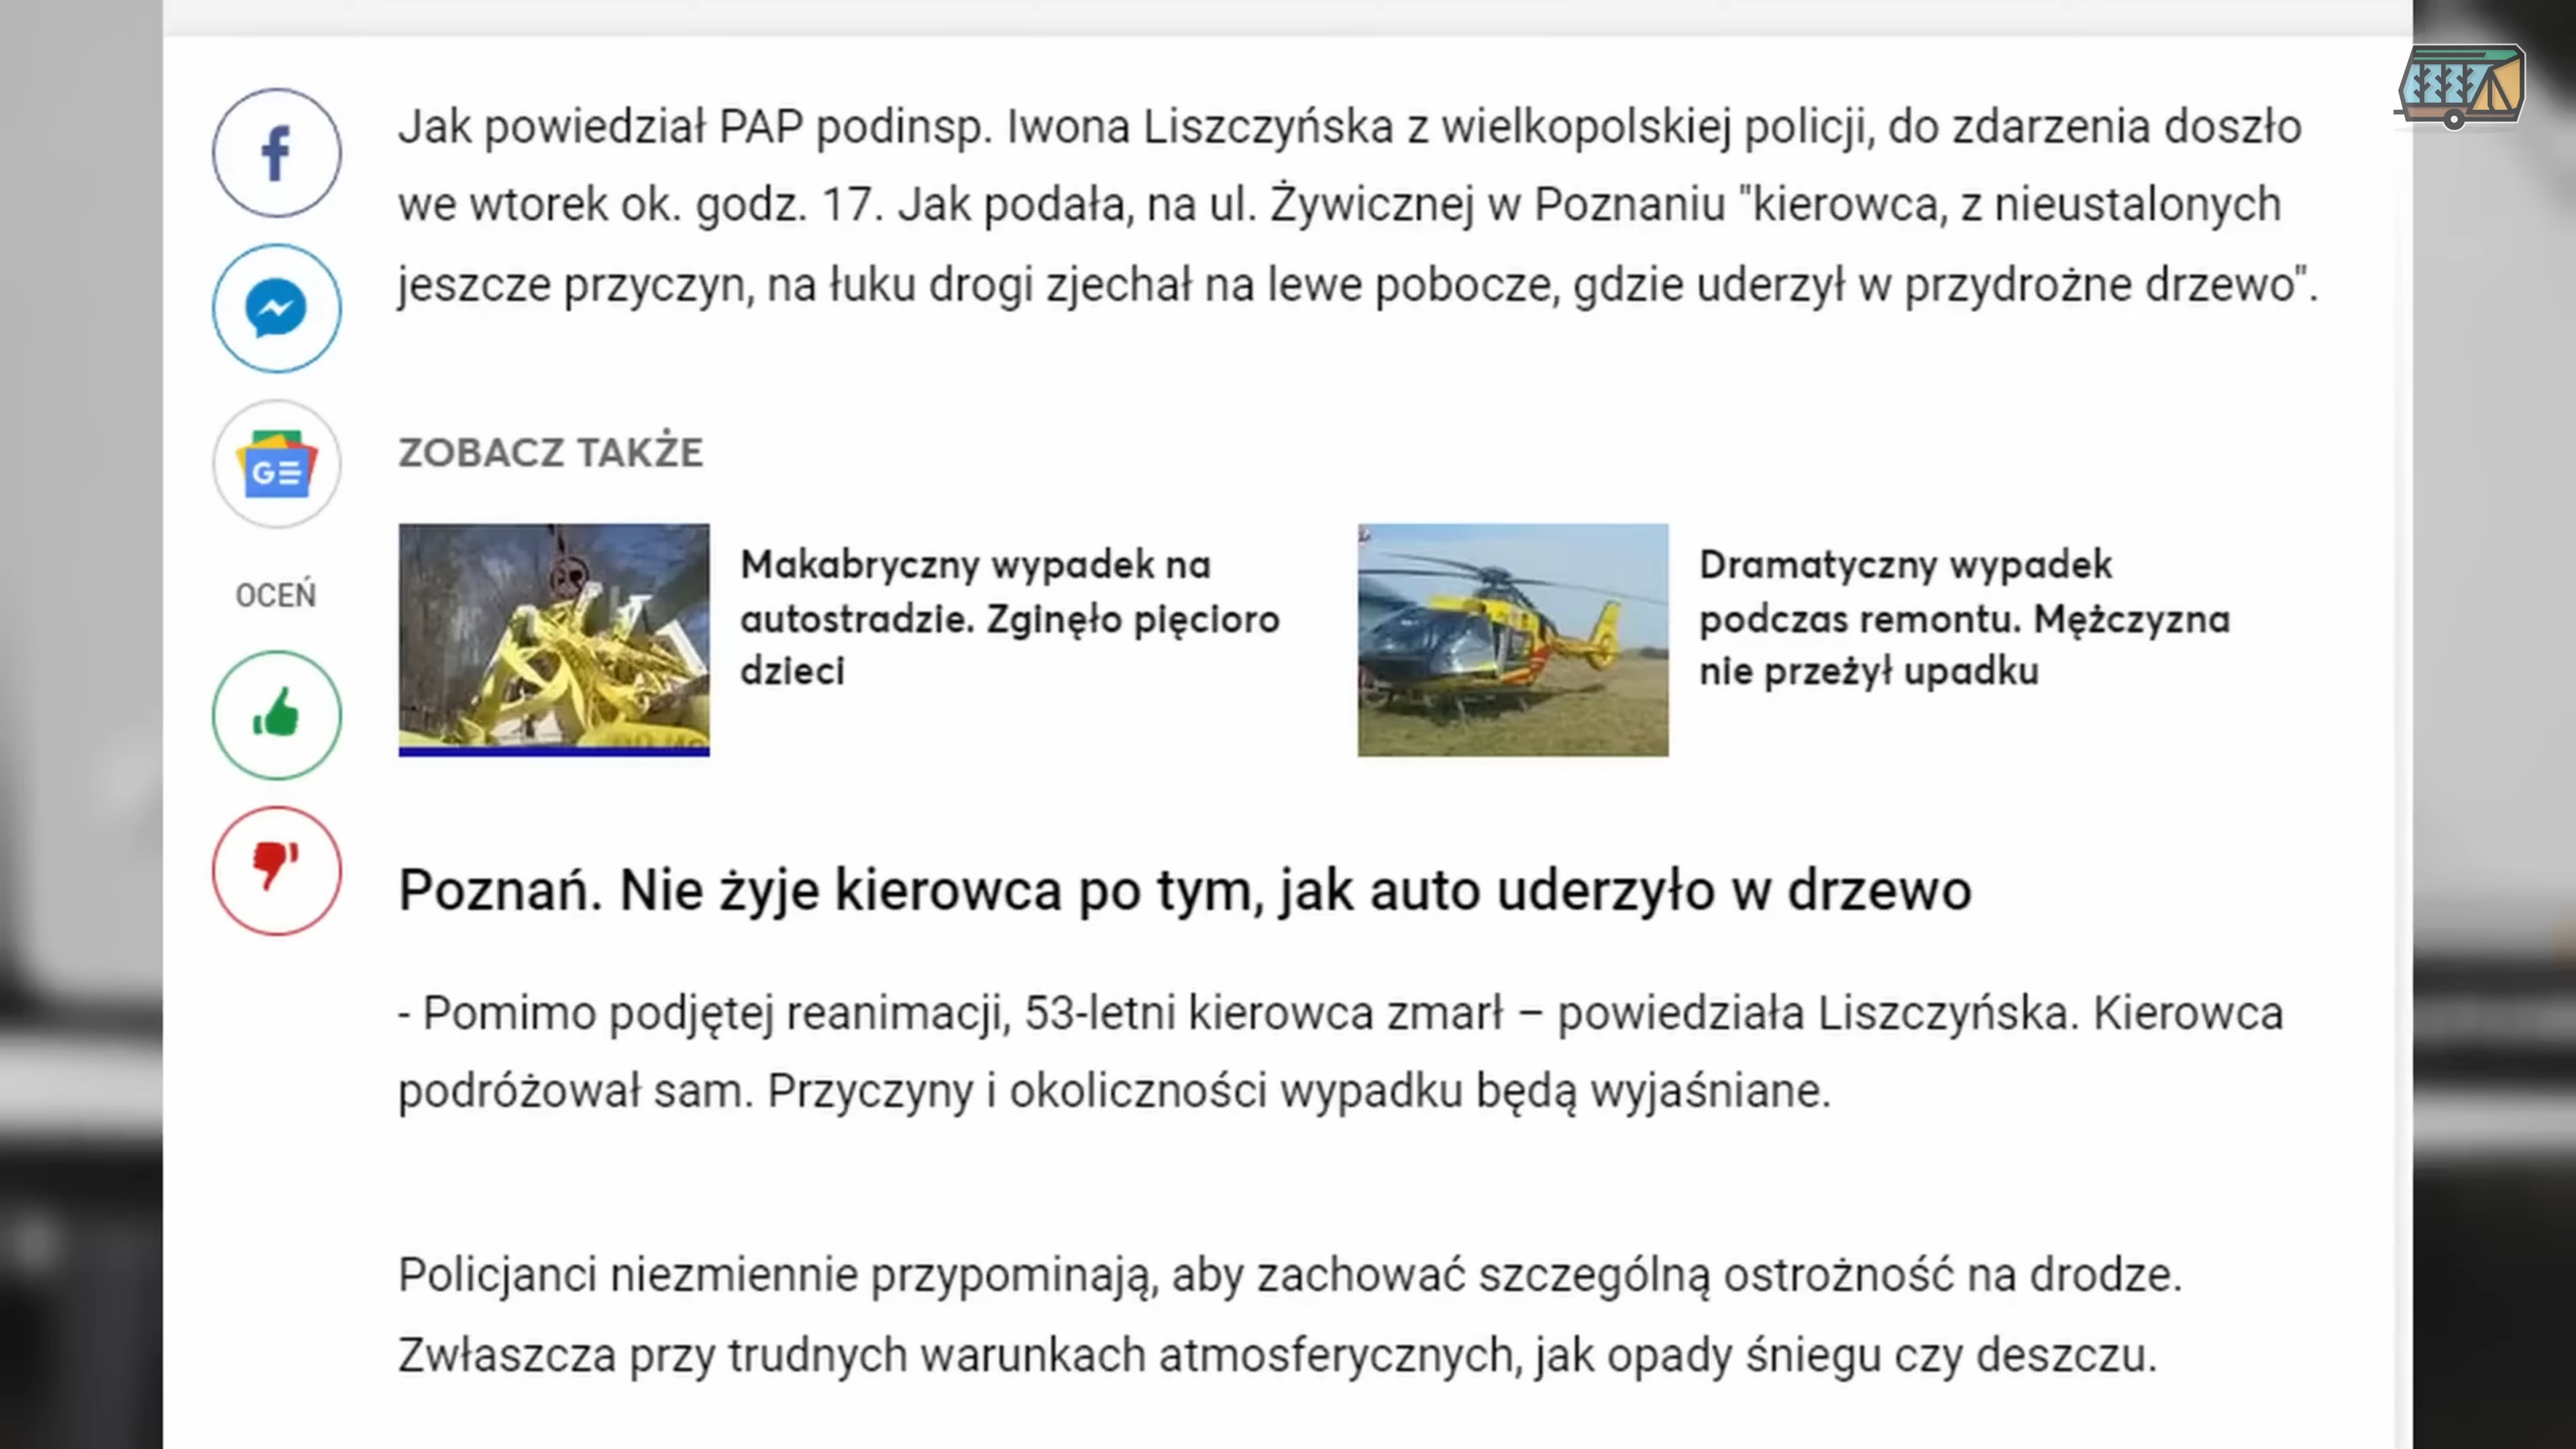 Jak powiedział PAP podinsp. Iwona Liszczyńska z wielkopolskiej policji, do zdarzenia doszło
we wtorek ok. godz. 17. Jak podała, na ul. Żywicznej w Poznaniu "kierowca, z nieustalonych
jeszcze przyczyn, na łuku drogi zjechał na lewe pobocze, gdzie uderzył w przydrożne drzewo".
ZOBACZ TAKŻE
OCEŃ
Makabryczny wypadek na
autostradzie. Zginęło pięcioro
dzieci
Dramatyczny wypadek
podczas remontu. Mężczyzna
nie przeżył upadku
Poznań. Nie żyje kierowca po tym, jak auto uderzyło w drzewo
- Pomimo podjętej reanimacji, 53-letni kierowca zmarł – powiedziała Liszczyńska. Kierowca
podróżował sam. Przyczyny i okoliczności wypadku będą wyjaśniane.
Policjanci niezmiennie przypominają, aby zachować szczególną ostrożność na drodze.
Zwłaszcza przy trudnych warunkach atmosferycznych, jak opady śniegu czy deszczu.